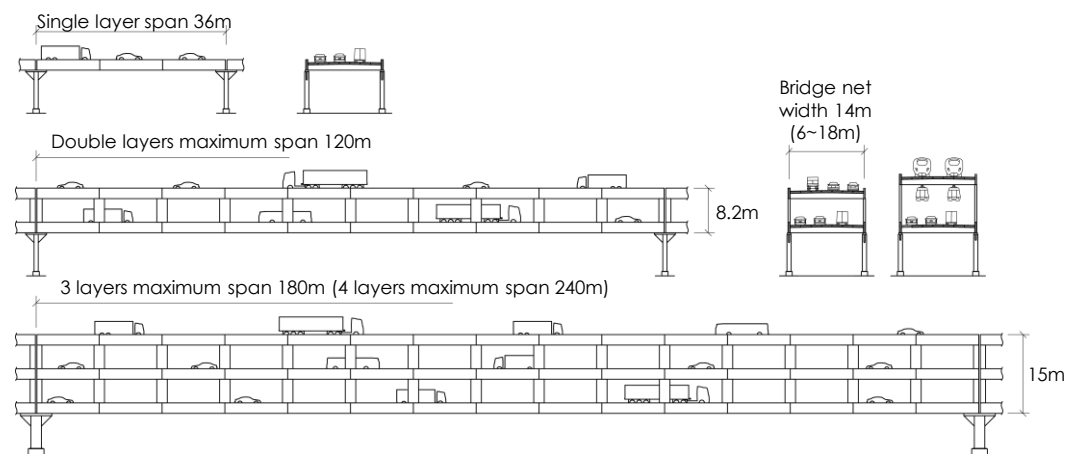 Single layer span 36m
Bridge net
width 14m
(6~18m)
Double layers maximum span 120m
8.2m
3 layers maximum span 180m (4 layers maximum span 240m)
15m